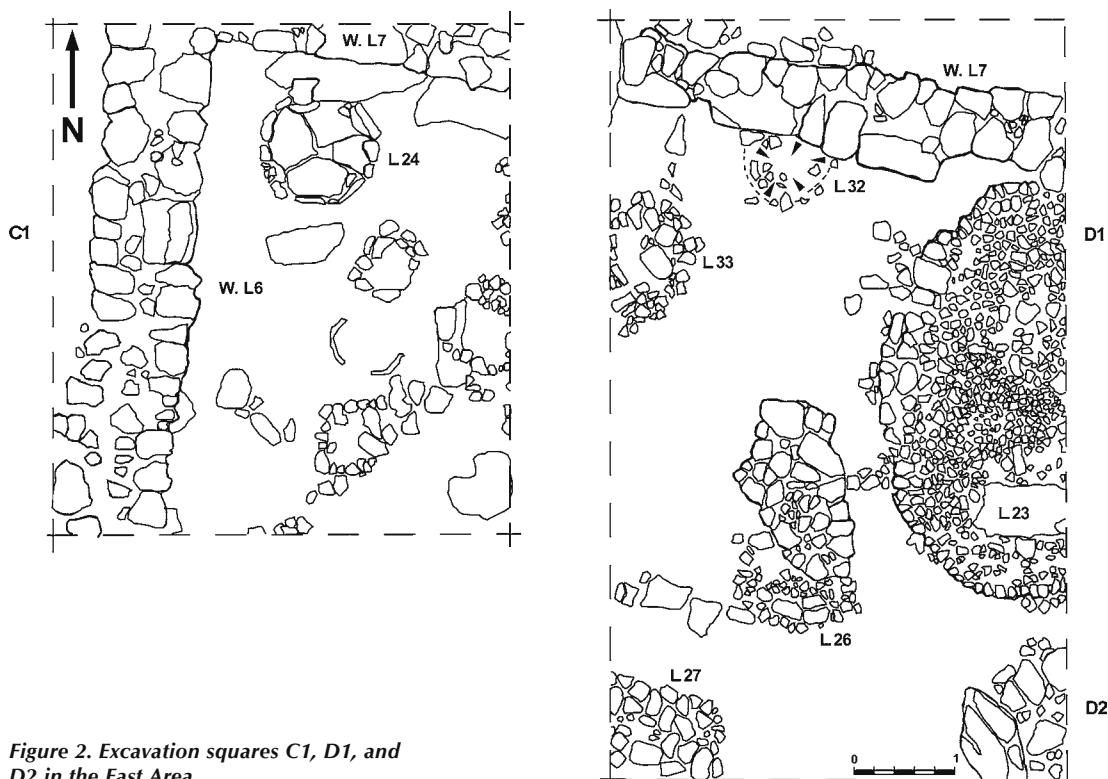 N
C1
W. L7
L 24
W. L6
W. L7
L 32
D1
L 33
L 23
L 26
L 27
D2
0 1
Figure 2. Excavation squares C1, D1, and
D2 in the East Area